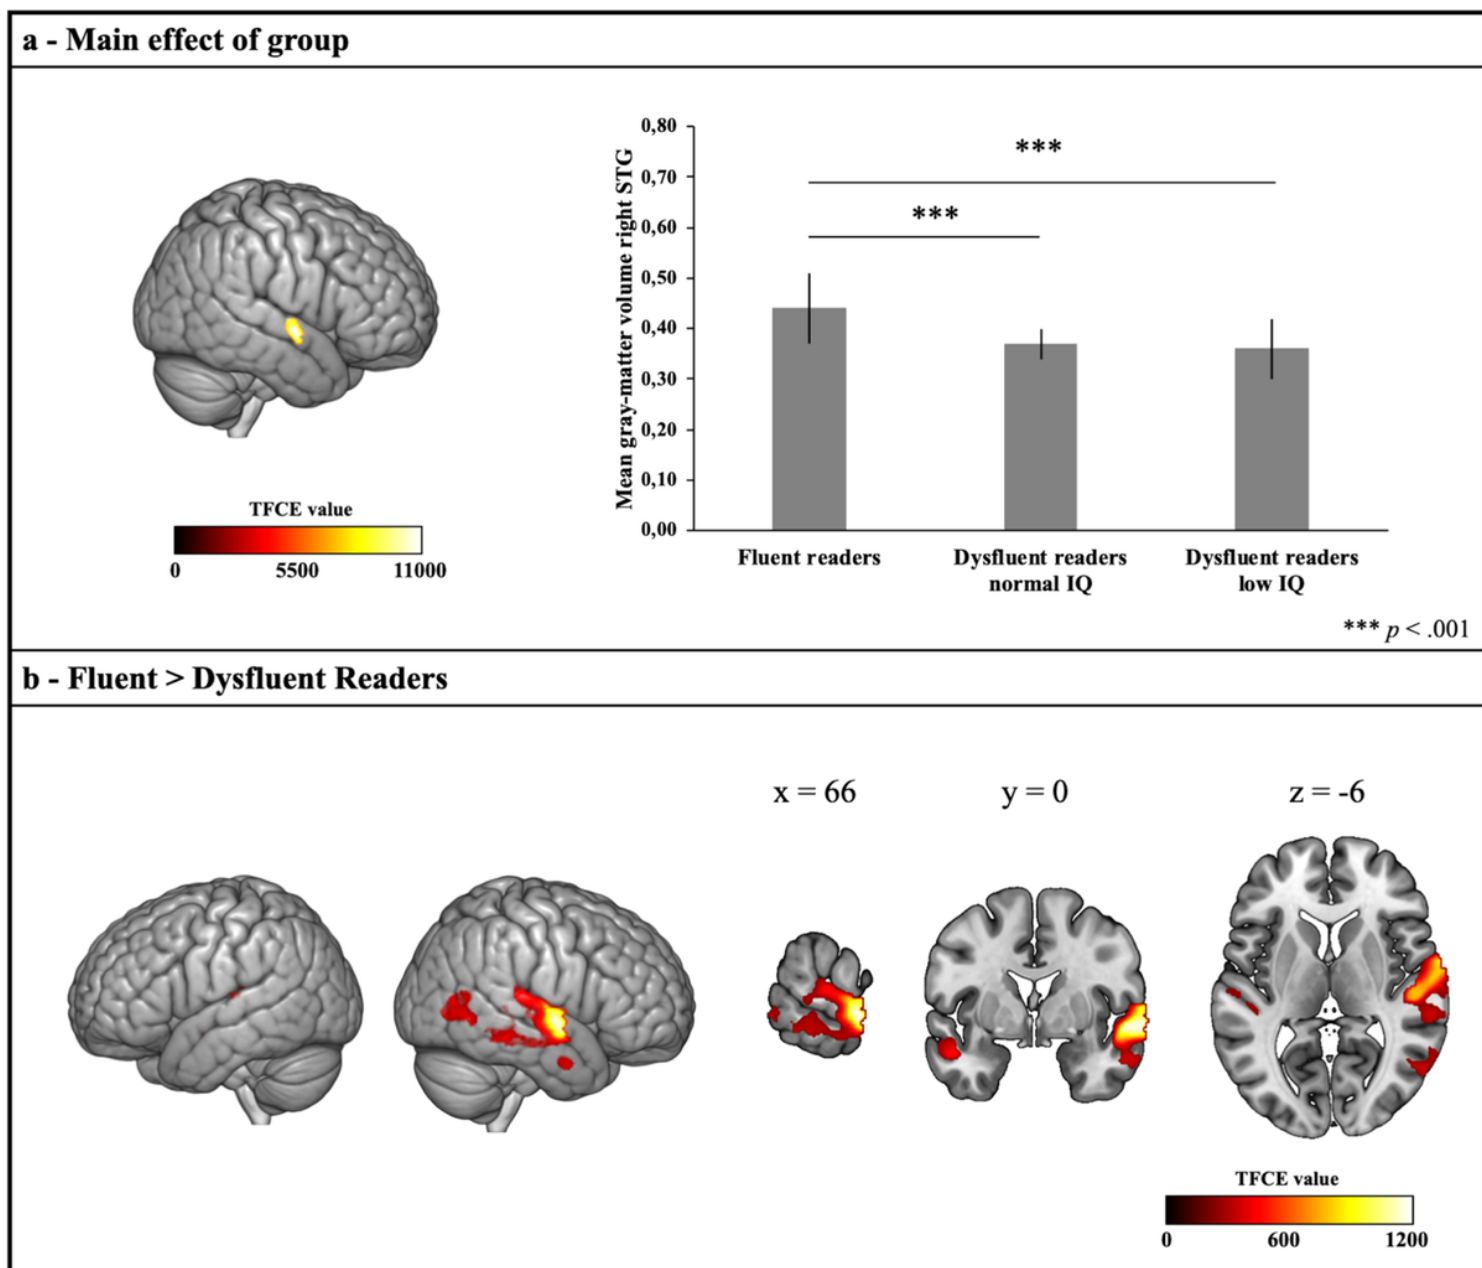 a - Main effect of group
Mean gray-matter volume right STG
0,80
0,70
0,60
0,50
0,40
0,30
0,20
0,10
0,00
***
***
Fluent readers
Dysfluent readers
normal IQ
Dysfluent readers
low IQ
TFCE value
0 5500 11000
*** p < .001
b - Fluent > Dysfluent Readers
x = 66
y = 0
z = -6
TFCE value
0 600 1200